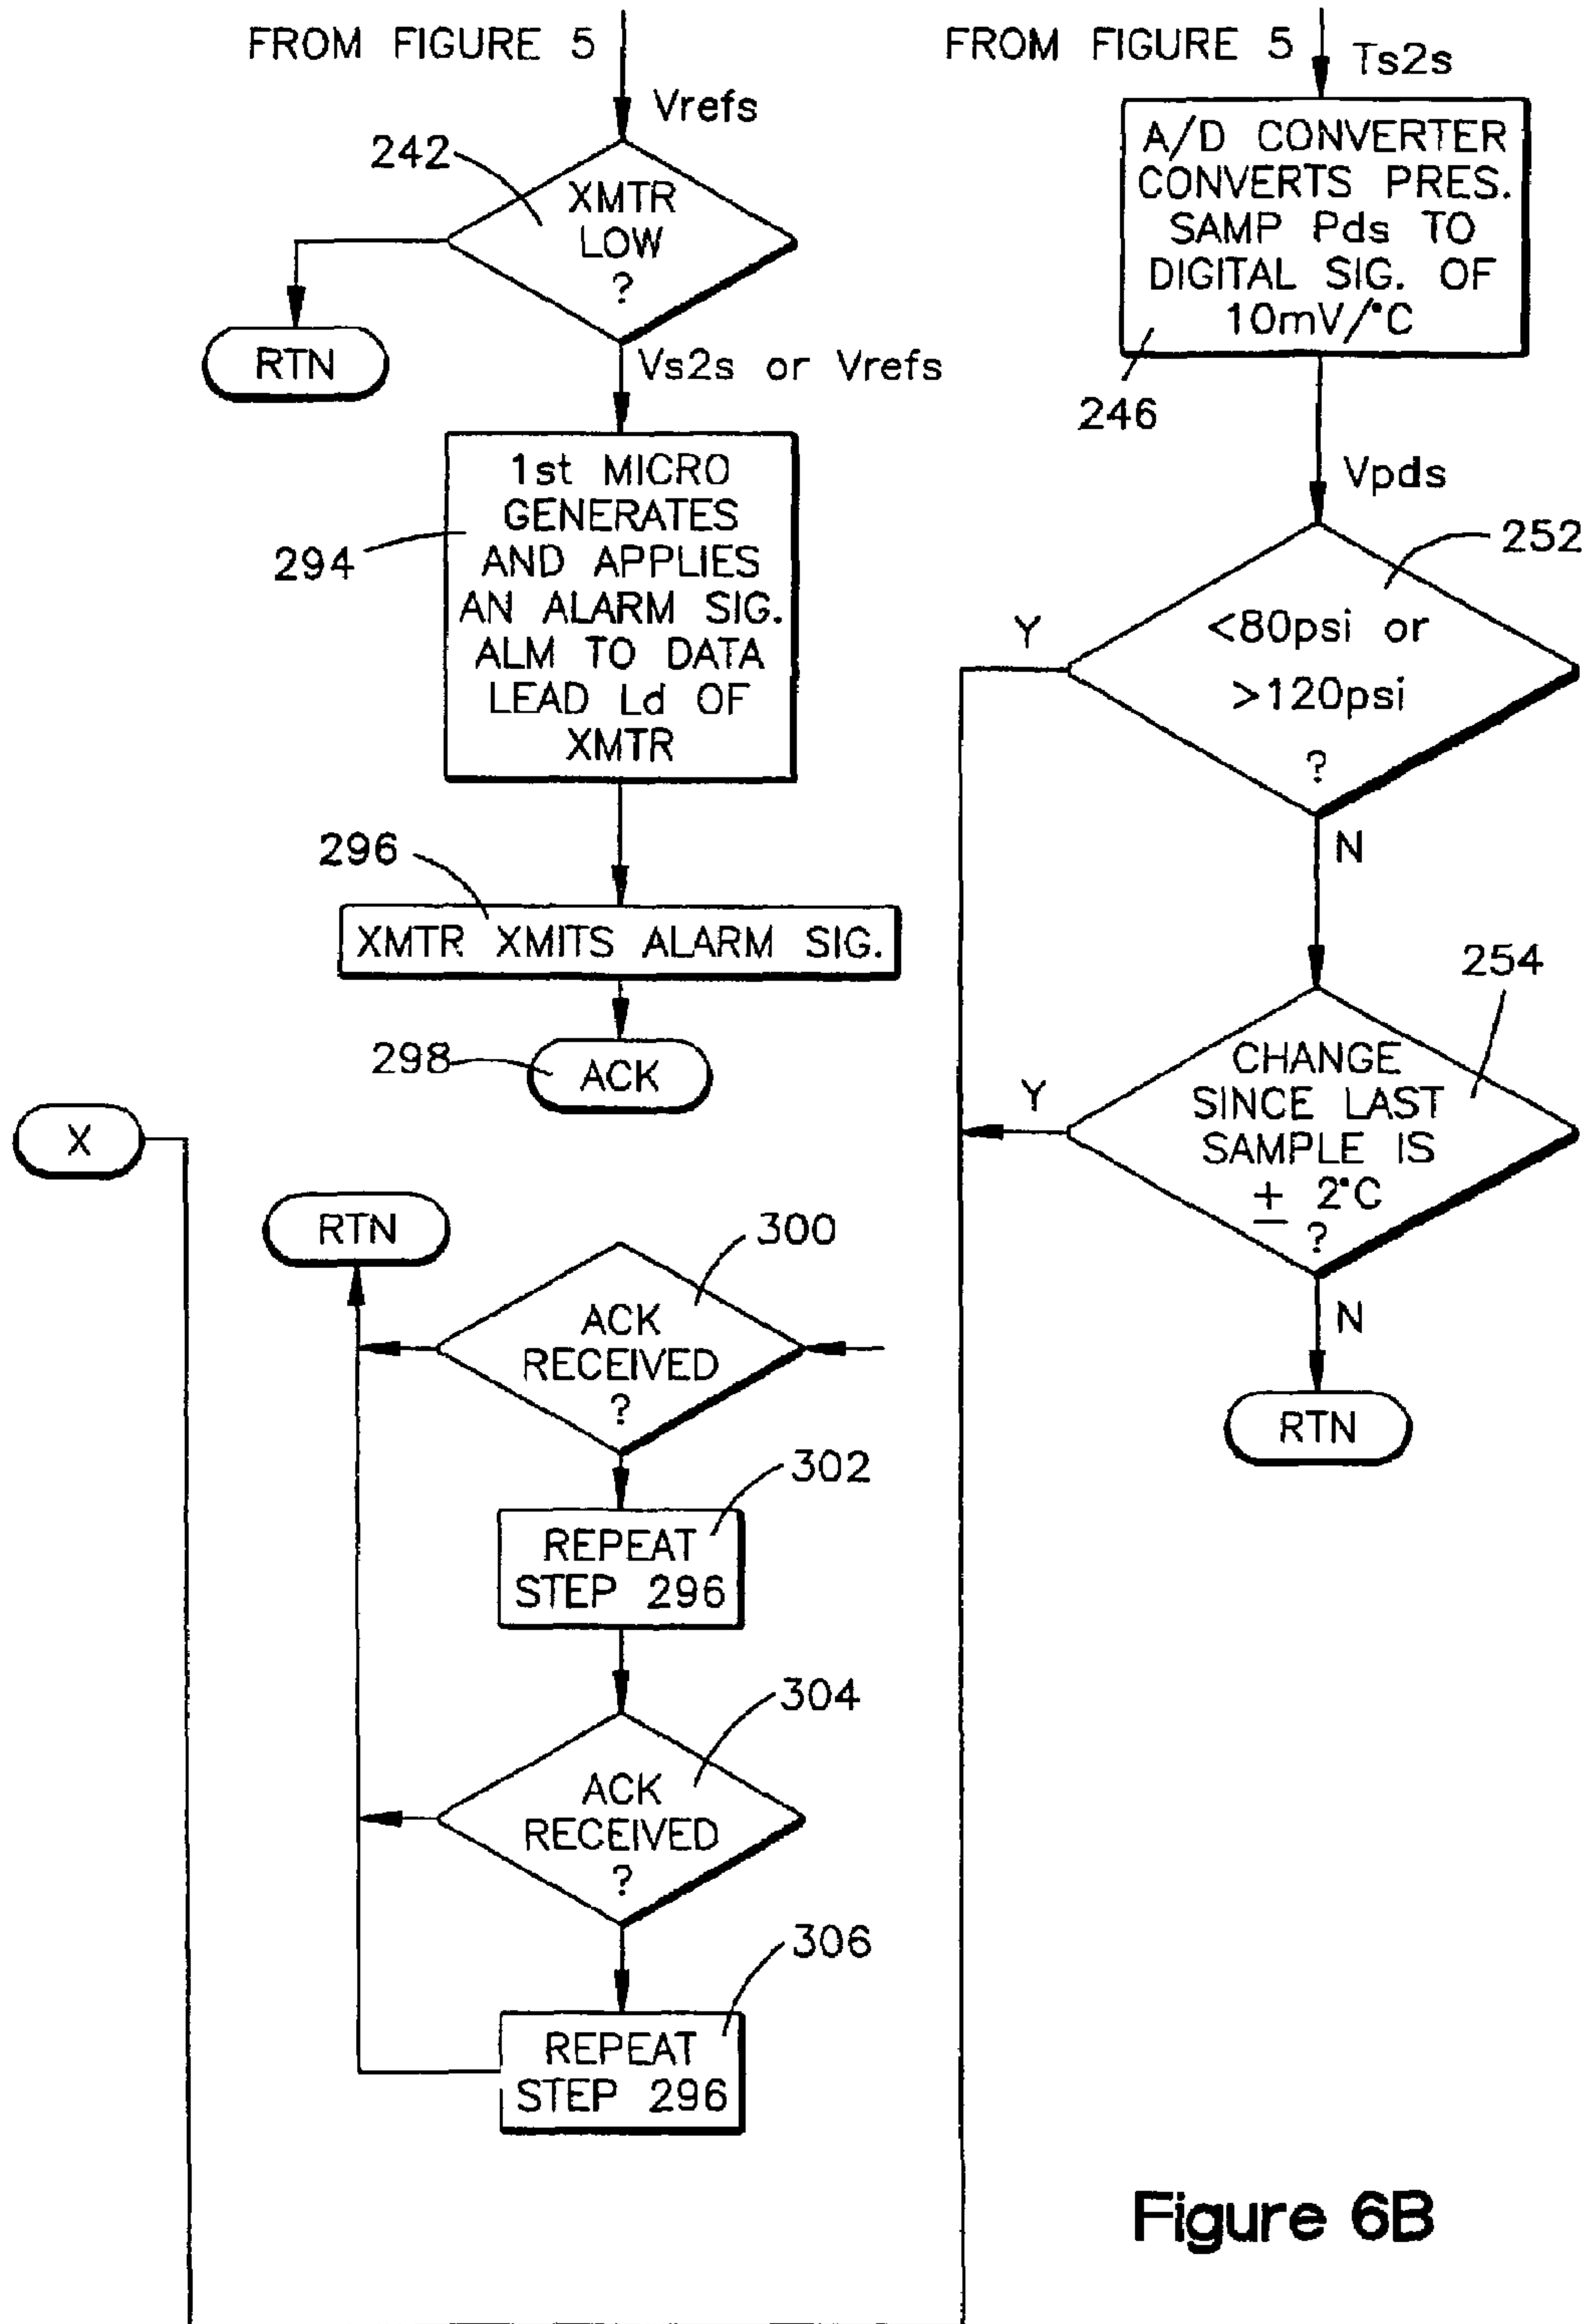 FROM FIGURE 5
Vrefs
242
XMTR
LOW
?
RTN
Vs2s or Vrefs
1st MICRO
GENERATES
AND APPLIES
AN ALARM SIG.
ALM TO DATA
LEAD Ld OF
XMTR
294
296
XMTR XMITS ALARM SIG.
298
ACK
X
RTN
300
ACK
RECEIVED
?
302
REPEAT
STEP 296
304
ACK
RECEIVED
?
306
REPEAT
STEP 296
FROM FIGURE 5
Ts2s
A/D CONVERTER
CONVERTS PRES.
SAMP Pds TO
DIGITAL SIG. OF
10mV/°C
246
Vpds
252
<80psi or
>120psi
?
Y
N
254
CHANGE
SINCE LAST
SAMPLE IS
± 2°C
?
Y
N
RTN
Figure 6B